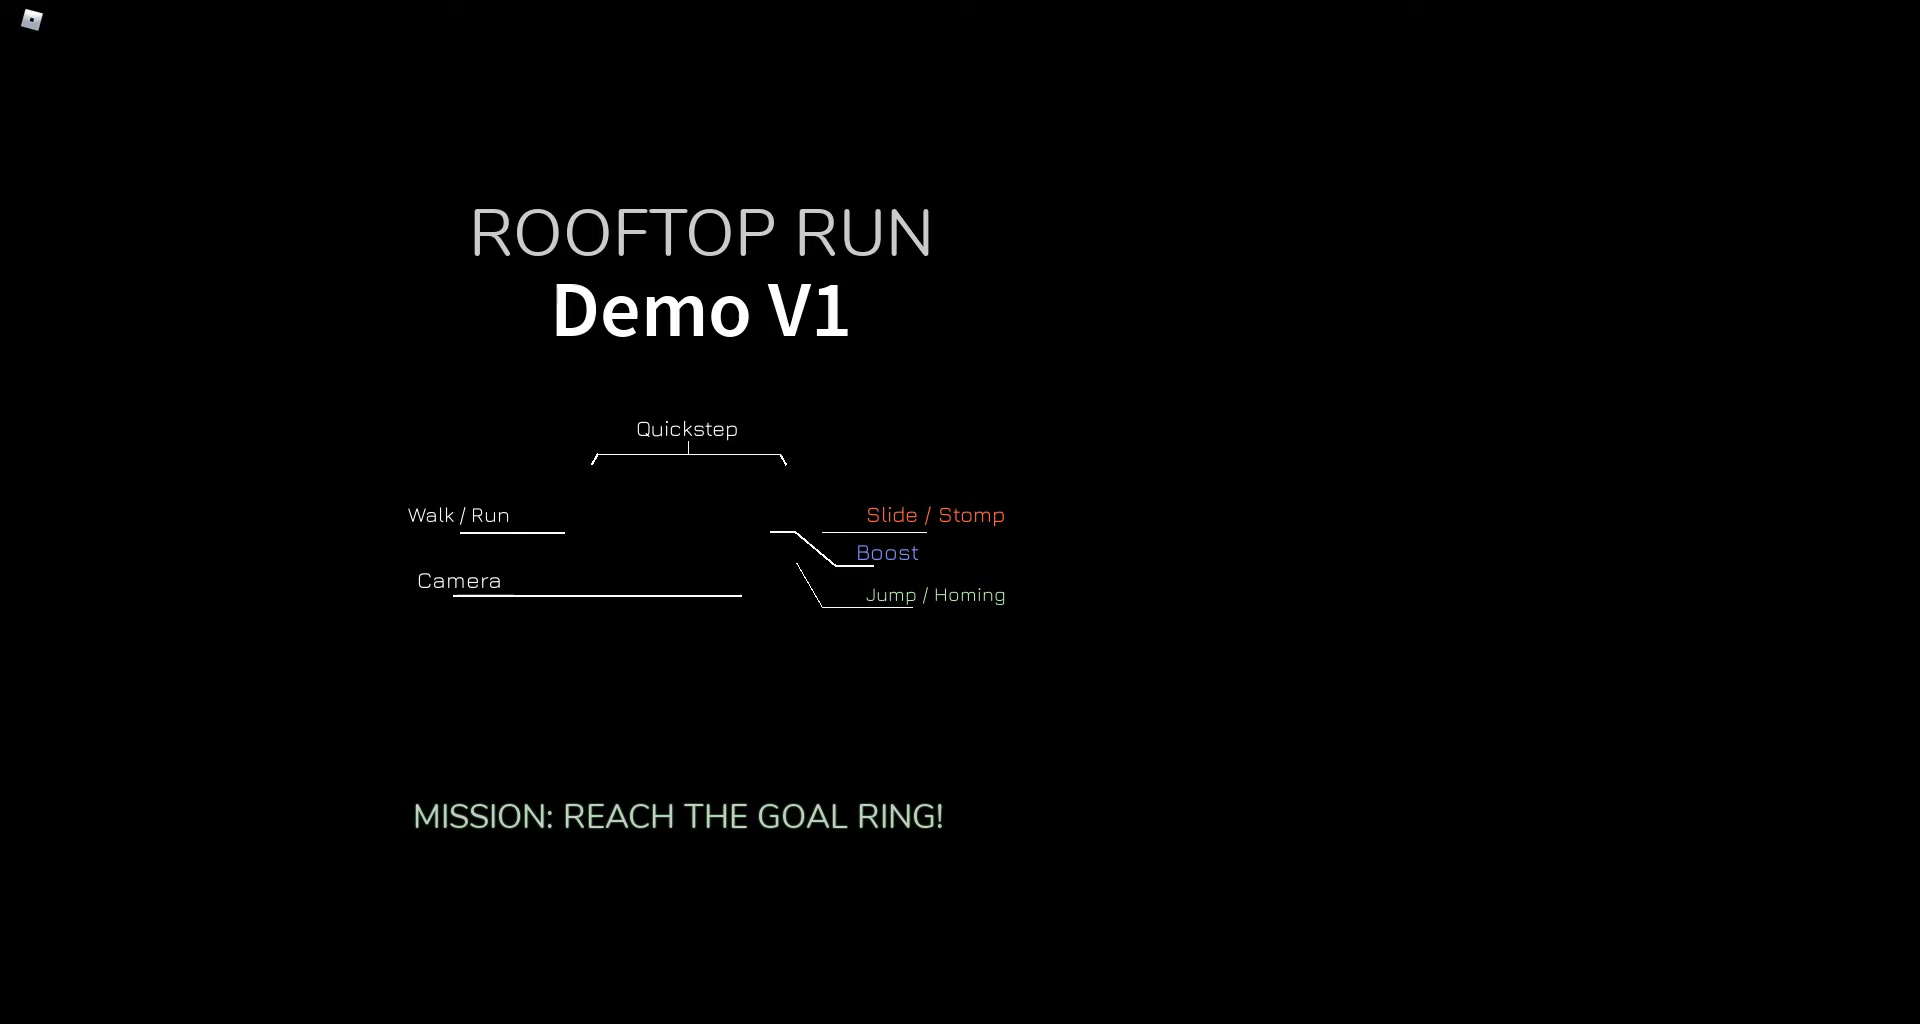 ROOFTOP RUN
Demo V1
Quickstep
Walk / Run
Slide / Stomp
Boost
Camera
Jump / Homing
MISSION: REACH THE GOAL RING!